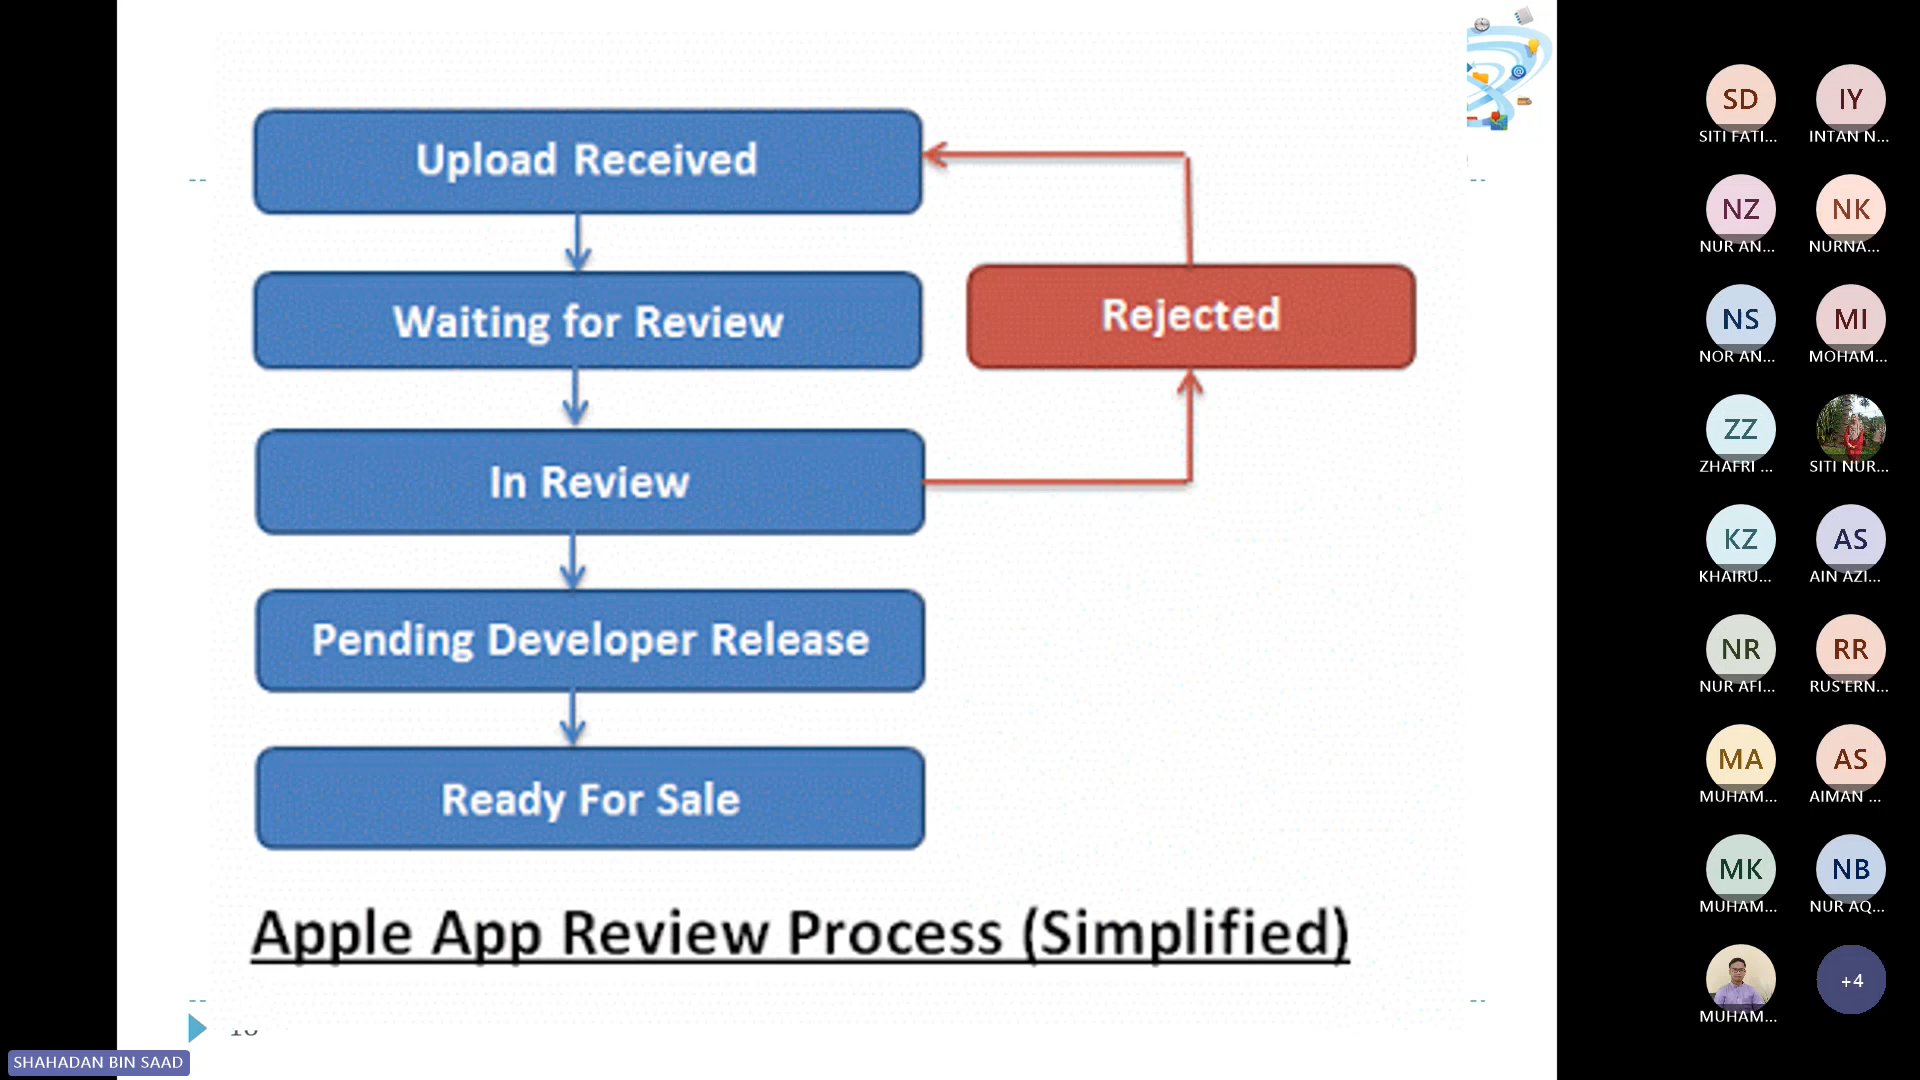 Upload Received
Waiting for Review
Rejected
In Review
Pending Developer Release
Ready For Sale
Apple App Review Process (Simplified)
SHAHADAN BIN SAAD
SD
SITI FATI...
IY
INTAN N...
NZ
NUR AN...
NK
NURNA...
NS
NOR AN...
MI
MOHAM...
ZZ
ZHAFRI ...
SITI NUR...
KZ
KHAIRU...
AS
AIN AZI...
NR
NUR AFI...
RR
RUS'ERN...
MA
MUHAM...
AS
AIMAN ...
MK
MUHAM...
NB
NUR AQ...
MUHAM...
+4